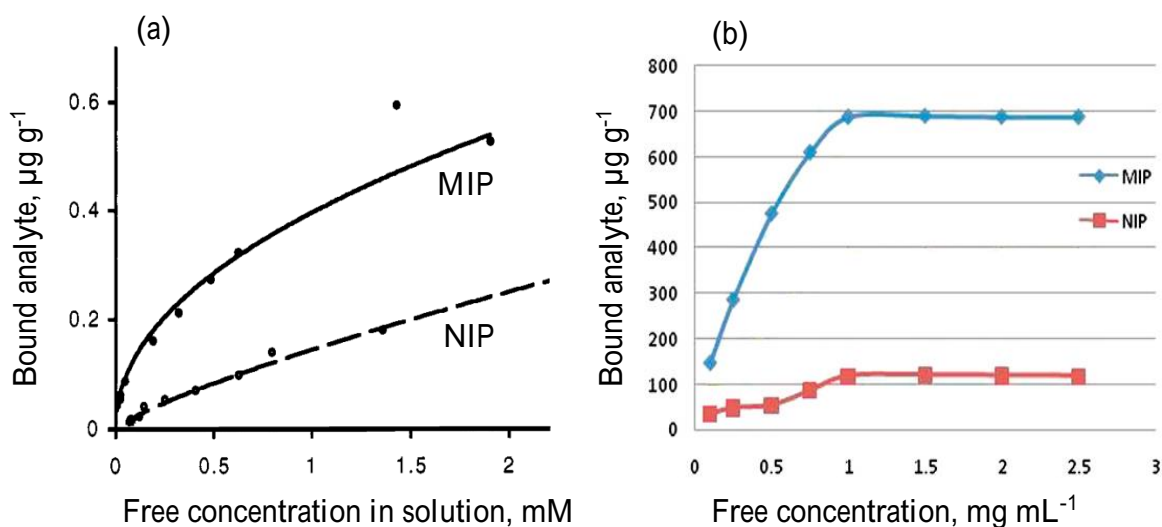 (a)
Bound analyte, µg g⁻¹
0.6
0.4
0.2
0
MIP
NIP
0 0.5 1 1.5 2
Free concentration in solution, mM
(b)
Bound analyte, µg g⁻¹
800
700
600
500
400
300
200
100
0
MIP
NIP
0 0.5 1 1.5 2 2.5 3
Free concentration, mg mL⁻¹